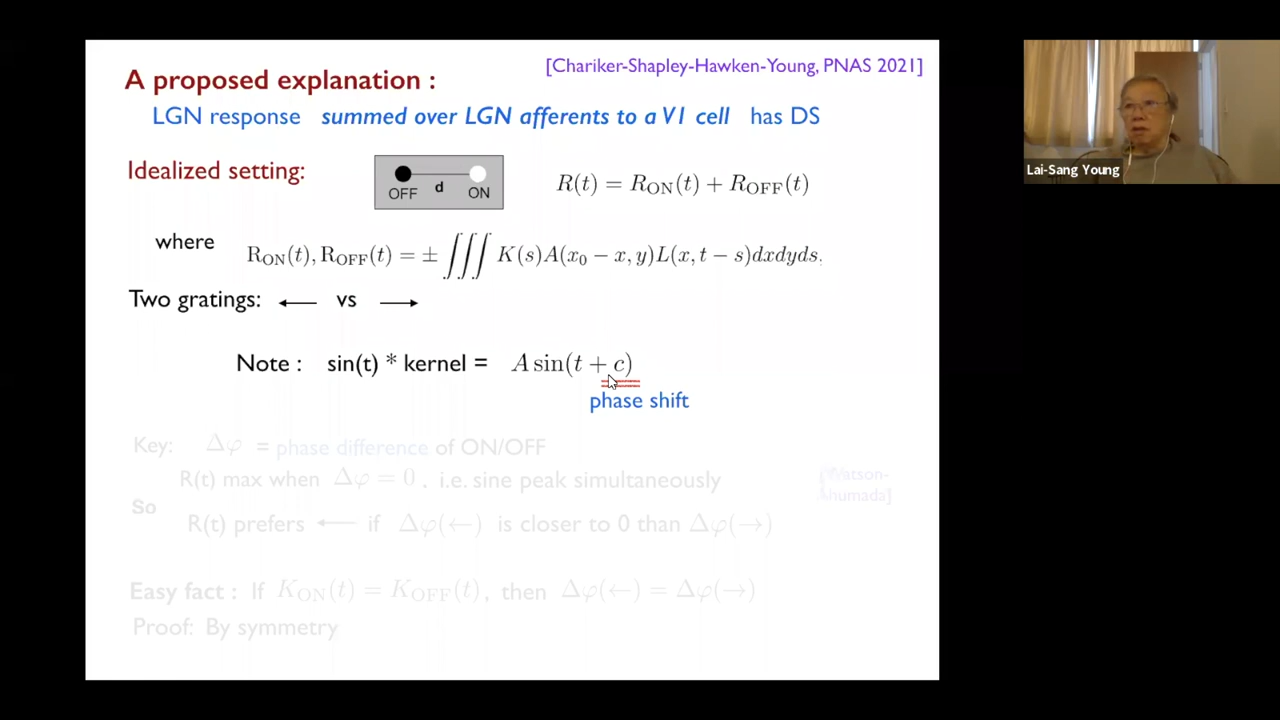 A proposed explanation :
[Chariker-Shapley-Hawken-Young, PNAS 2021]
LGN response summed over LGN afferents to a V1 cell has DS
Idealized setting:
OFF d ON
R(t) = R_ON(t) + R_OFF(t)
where R_ON(t), R_OFF(t) = ± ∫∫∫ K(s)A(x₀ − x, y)L(x, t − s)dxdyds,
Two gratings: ← vs →
Note : sin(t) * kernel = A sin(t + c)
phase shift
Key: Δφ = phase difference of ON/OFF
R(t) max when Δφ = 0 , i.e. sine peak simultaneously
So
R(t) prefers ← if Δφ(←) is closer to 0 than Δφ(→)
Easy fact : If K_ON(t) = K_OFF(t), then Δφ(←) = Δφ(→)
Proof: By symmetry
Lai-Sang Young